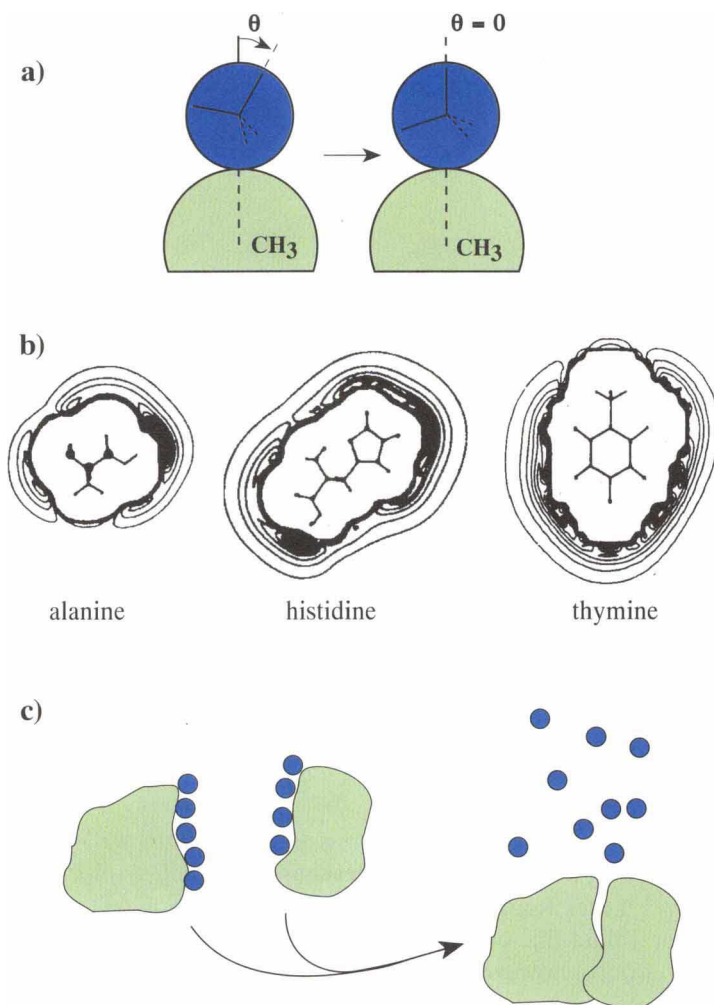 θ
θ = 0
a)
CH3
CH3
b)
alanine
histidine
thymine
c)